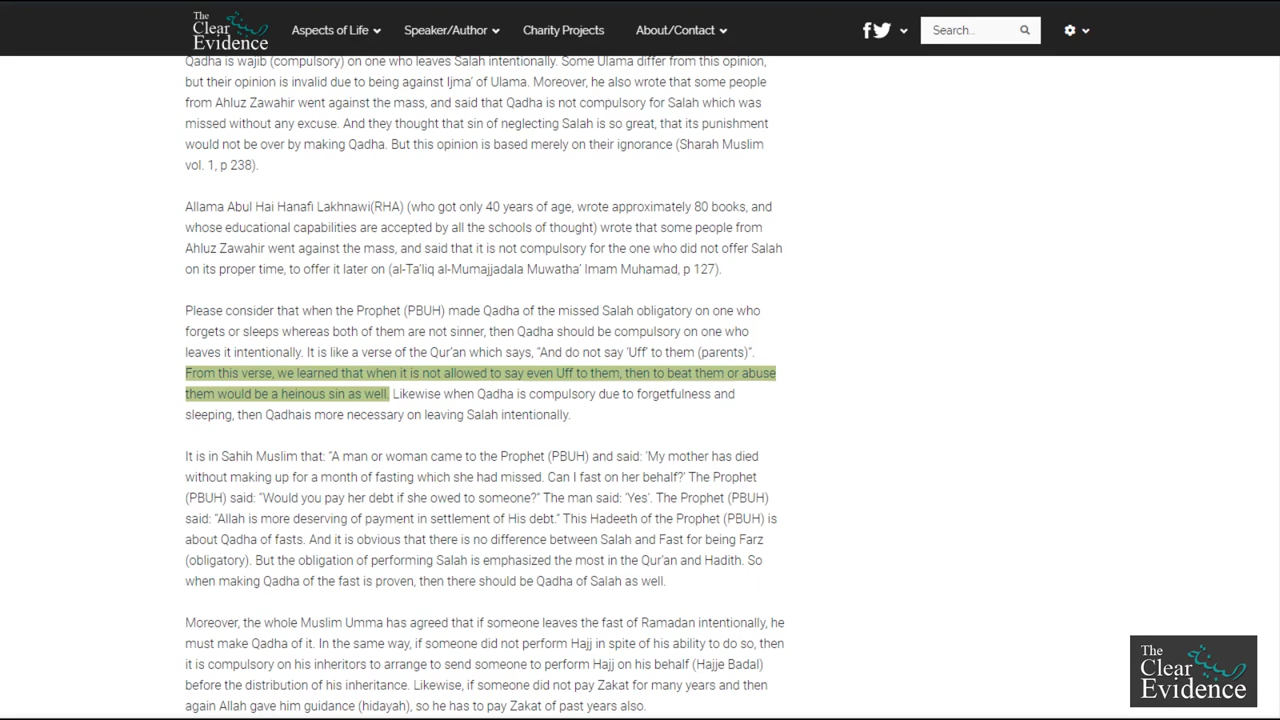 The
Clear
Evidence
البينة
Aspects of Life
Speaker/Author
Charity Projects
About/Contact
Search...
Qadha is wajib (compulsory) on one who leaves Salah intentionally. Some Ulama differ from this opinion,
but their opinion is invalid due to being against Ijma’ of Ulama. Moreover, he also wrote that some people
from Ahluz Zawahir went against the mass, and said that Qadha is not compulsory for Salah which was
missed without any excuse. And they thought that sin of neglecting Salah is so great, that its punishment
would not be over by making Qadha. But this opinion is based merely on their ignorance (Sharah Muslim
vol. 1, p 238).
Allama Abul Hai Hanafi Lakhnawi(RHA) (who got only 40 years of age, wrote approximately 80 books, and
whose educational capabilities are accepted by all the schools of thought) wrote that some people from
Ahluz Zawahir went against the mass, and said that it is not compulsory for the one who did not offer Salah
on its proper time, to offer it later on (al-Ta’liq al-Mumajjadala Muwatha’ Imam Muhamad, p 127).
Please consider that when the Prophet (PBUH) made Qadha of the missed Salah obligatory on one who
forgets or sleeps whereas both of them are not sinner, then Qadha should be compulsory on one who
leaves it intentionally. It is like a verse of the Qur’an which says, “And do not say ‘Uff’ to them (parents)”.
From this verse, we learned that when it is not allowed to say even Uff to them, then to beat them or abuse
them would be a heinous sin as well. Likewise when Qadha is compulsory due to forgetfulness and
sleeping, then Qadhais more necessary on leaving Salah intentionally.
It is in Sahih Muslim that: “A man or woman came to the Prophet (PBUH) and said: ‘My mother has died
without making up for a month of fasting which she had missed. Can I fast on her behalf?’ The Prophet
(PBUH) said: “Would you pay her debt if she owed to someone?” The man said: ‘Yes’. The Prophet (PBUH)
said: “Allah is more deserving of payment in settlement of His debt.” This Hadeeth of the Prophet (PBUH) is
about Qadha of fasts. And it is obvious that there is no difference between Salah and Fast for being Farz
(obligatory). But the obligation of performing Salah is emphasized the most in the Qur’an and Hadith. So
when making Qadha of the fast is proven, then there should be Qadha of Salah as well.
Moreover, the whole Muslim Umma has agreed that if someone leaves the fast of Ramadan intentionally, he
must make Qadha of it. In the same way, if someone did not perform Hajj in spite of his ability to do so, then
it is compulsory on his inheritors to arrange to send someone to perform Hajj on his behalf (Hajje Badal)
before the distribution of his inheritance. Likewise, if someone did not pay Zakat for many years and then
again Allah gave him guidance (hidayah), so he has to pay Zakat of past years also.
The
Clear
Evidence
البينة